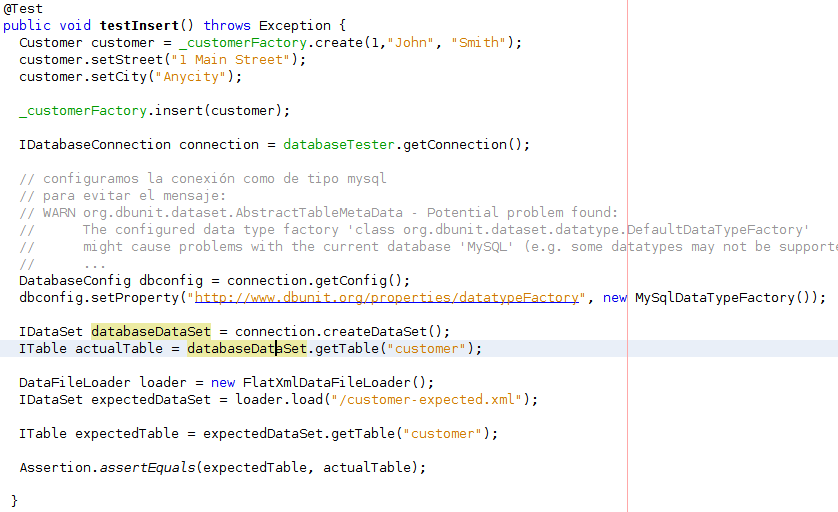 @Test
public void testInsert() throws Exception {
Customer customer = _customerFactory.create(1,"John", "Smith");
customer.setStreet("1 Main Street");
customer.setCity("Anycity");
_customerFactory.insert(customer);
IDatabaseConnection connection = databaseTester.getConnection();
// configuramos la conexión como de tipo mysql
// para evitar el mensaje:
// WARN org.dbunit.dataset.AbstractTableMetaData - Potential problem found:
//      The configured data type factory 'class org.dbunit.dataset.datatype.DefaultDataTypeFactory'
//      might cause problems with the current database 'MySQL' (e.g. some datatypes may not be supporte
//      ...
DatabaseConfig dbconfig = connection.getConfig();
dbconfig.setProperty("http://www.dbunit.org/properties/datatypeFactory", new MySqlDataTypeFactory());
IDataSet databaseDataSet = connection.createDataSet();
ITable actualTable = databaseDataSet.getTable("customer");
DataFileLoader loader = new FlatXmlDataFileLoader();
IDataSet expectedDataSet = loader.load("/customer-expected.xml");
ITable expectedTable = expectedDataSet.getTable("customer");
Assertion.assertEquals(expectedTable, actualTable);
}